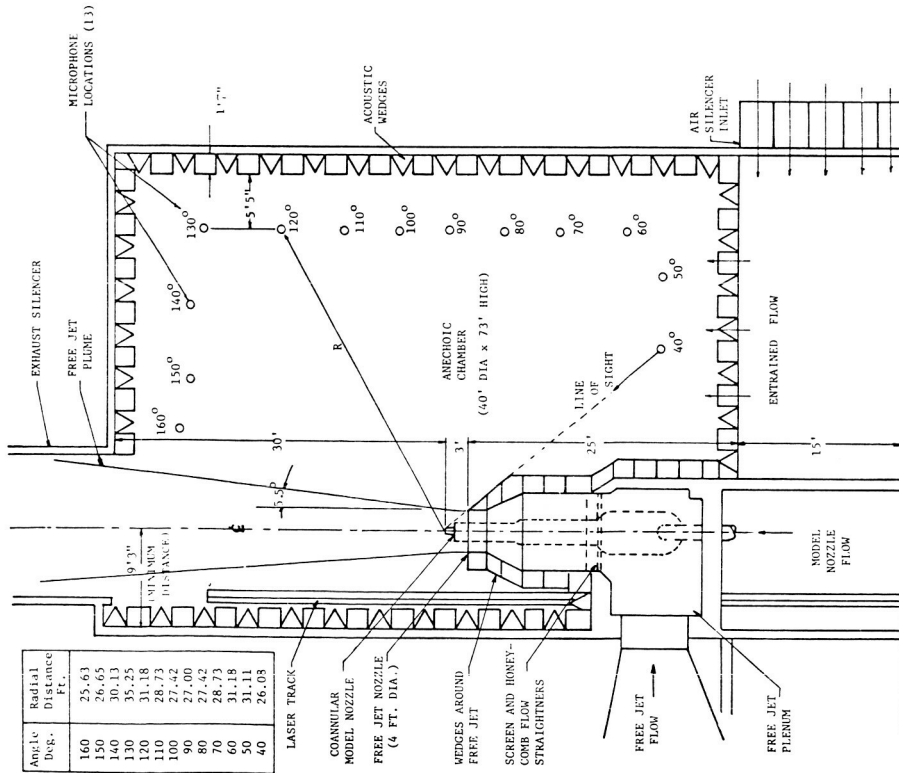 EXHAUST SILENCER
FREE JET
PLUME
MICROPHONE
LOCATIONS (13)
1'7"
ACOUSTIC
WEDGES
AIR
SILENCER
INLET
160°
150°
140°
130°
120°
110°
100°
90°
80°
70°
60°
50°
40°
5'5"
R
30'
3'
25'
15'
5.5°
9'3"
(MINIMUM
DISTANCE)
℄
ANECHOIC
CHAMBER
(40' DIA x 73' HIGH)
LINE
OF
SIGHT
ENTRAINED FLOW
MODEL
NOZZLE
FLOW
Angle Deg. Radial Distance Ft.
160 25.63
150 26.65
140 30.13
130 35.25
120 31.18
110 28.73
100 27.42
90 27.00
80 27.42
70 28.73
60 31.18
50 31.11
40 26.03
LASER TRACK
COANNULAR
MODEL NOZZLE
FREE JET NOZZLE
(4 FT. DIA.)
WEDGES AROUND
FREE JET
SCREEN AND HONEY-
COMB FLOW
STRAIGHTNERS
FREE JET
FLOW
FREE JET
PLENUM